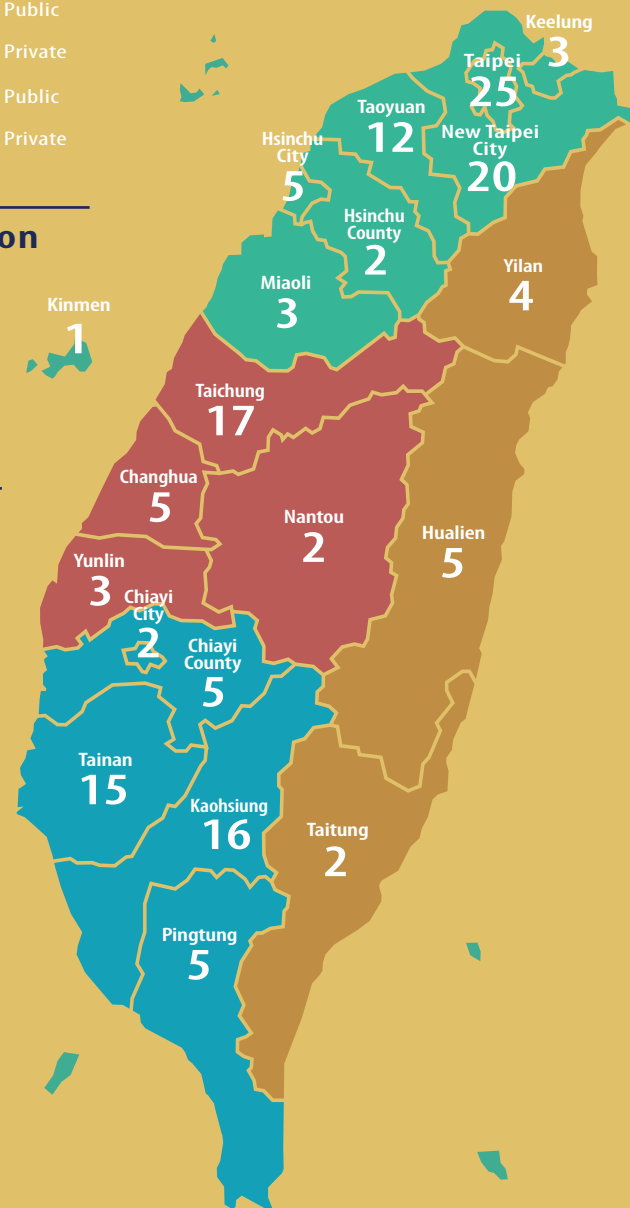 Public
Private
Public
Private
on
Keelung
3
Taipei
25
Taoyuan
12
New Taipei
City
20
Hsinchu
City
5
Hsinchu
County
2
Yilan
4
Miaoli
3
Kinmen
1
Taichung
17
Changhua
5
Nantou
2
Hualien
5
Yunlin
3
Chiayi
City
2
Chiayi
County
5
Tainan
15
Kaohsiung
16
Taitung
2
Pingtung
5